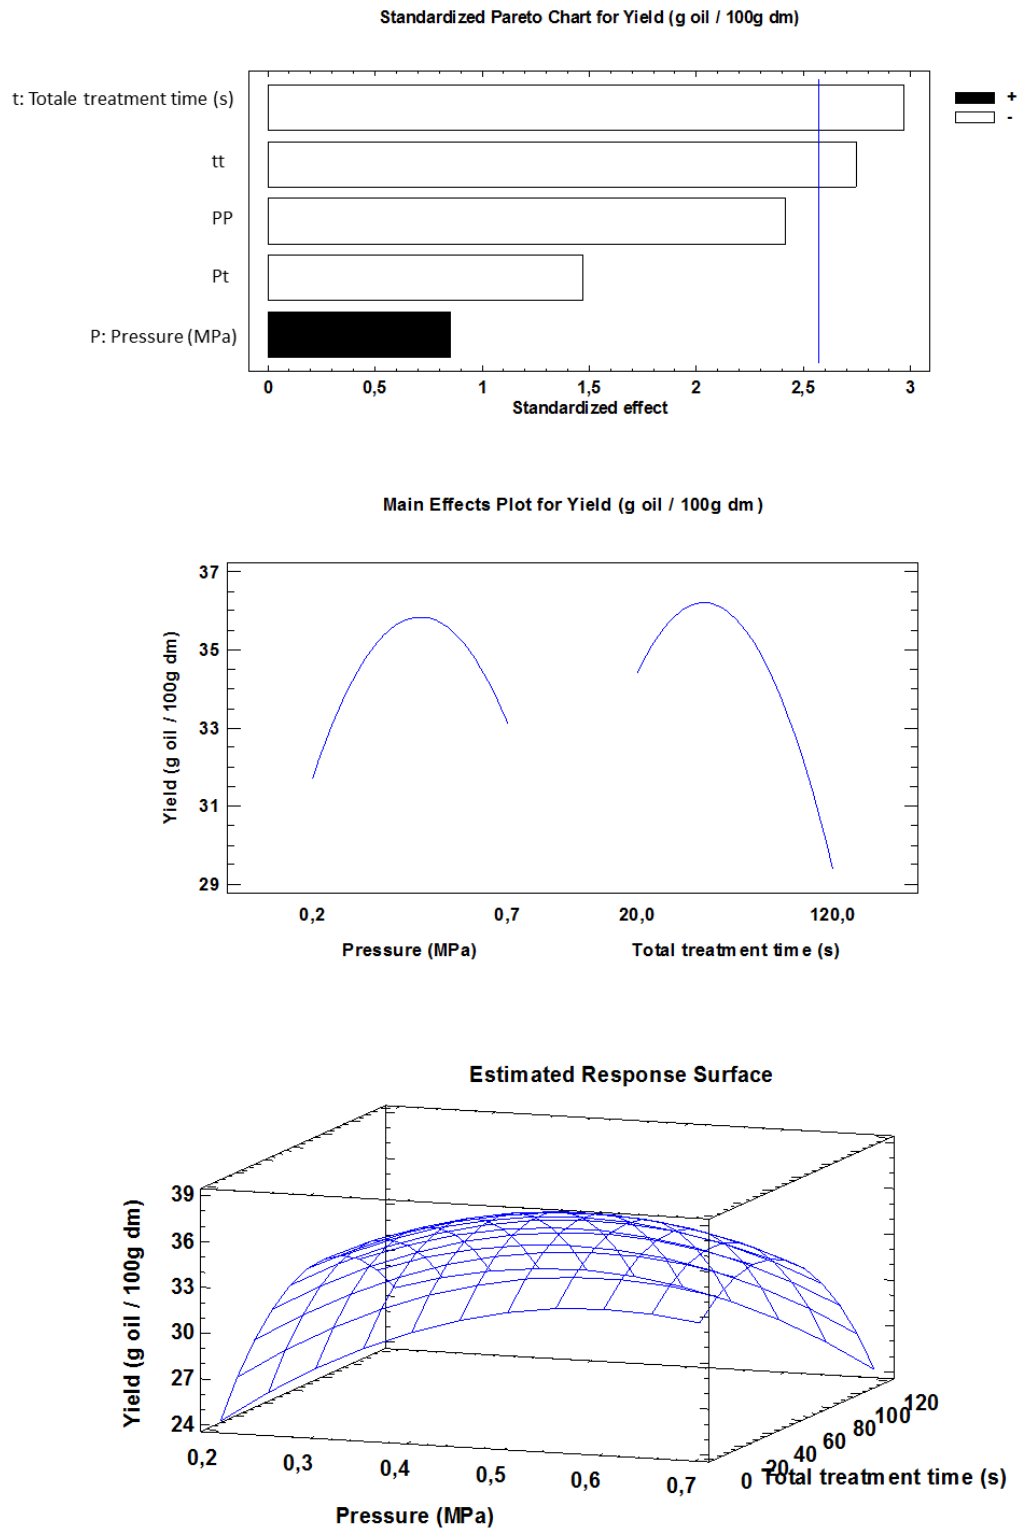 Standardized Pareto Chart for Yield (g oil / 100g dm)
t: Totale treatment time (s)
tt
PP
Pt
P: Pressure (MPa)
+
-
0 0,5 1 1,5 2 2,5 3
Standardized effect
Main Effects Plot for Yield (g oil / 100g dm)
Yield (g oil / 100g dm)
37
35
33
31
29
0,2 0,7 20,0 120,0
Pressure (MPa) Total treatment time (s)
Estimated Response Surface
Yield (g oil / 100g dm)
39
36
33
30
27
24
0,2 0,3 0,4 0,5 0,6 0,7
0 20 40 60 80 100 120
Pressure (MPa)
Total treatment time (s)